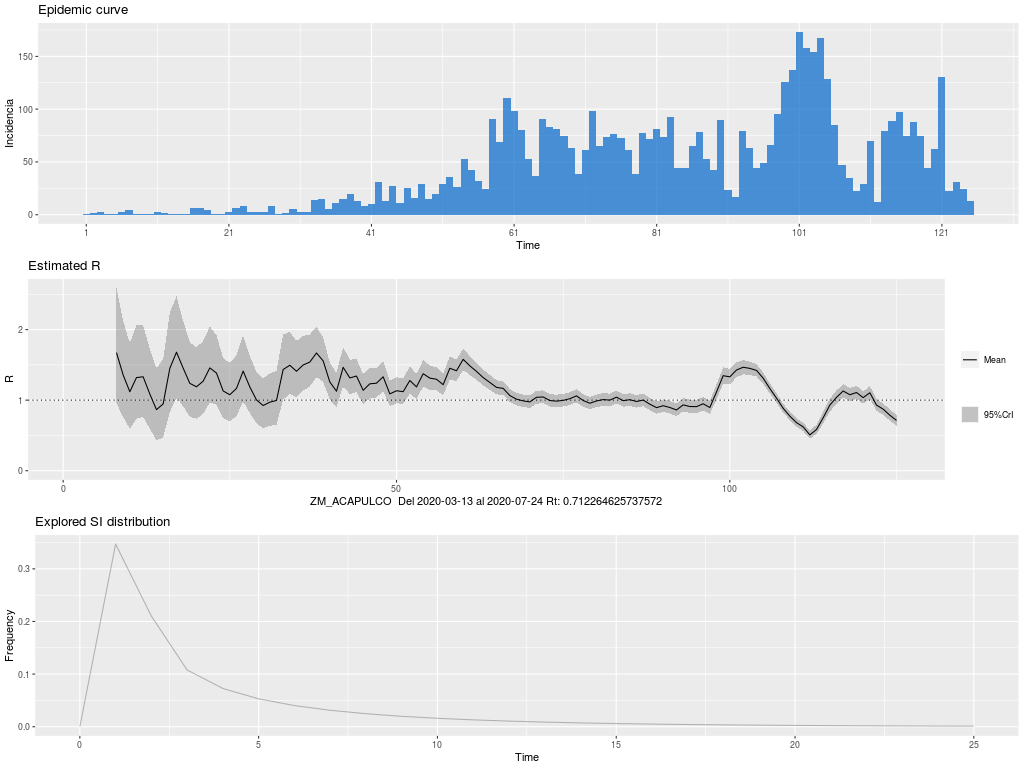 Epidemic curve
150
100
50
0
Incidencia
1 21 41 61 81 101 121
Time
Estimated R
2
1
0
R
0 50 100
ZM_ACAPULCO Del 2020-03-13 al 2020-07-24 Rt: 0.712264625737572
Mean
95%CrI
Explored SI distribution
0.3
0.2
0.1
0.0
Frequency
0 5 10 15 20 25
Time